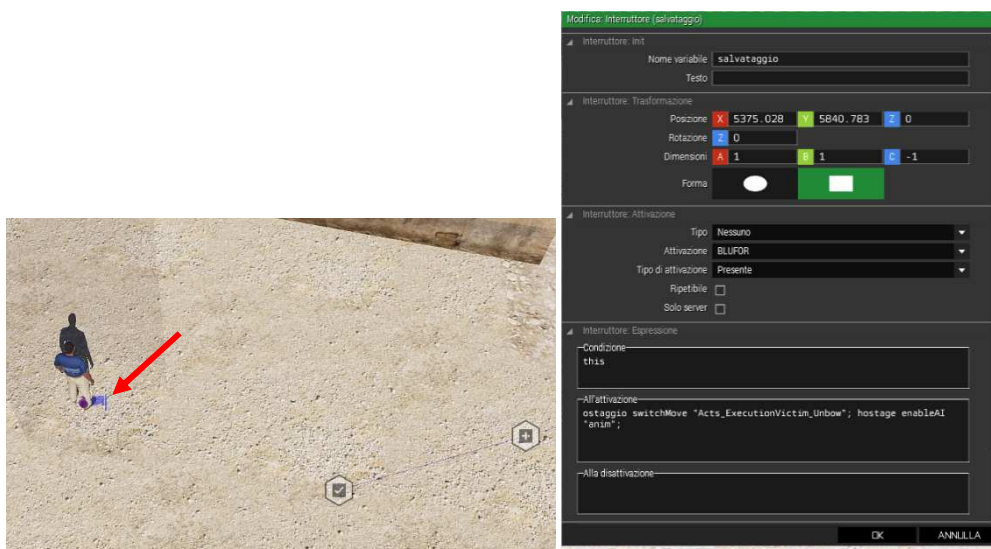 Modifica: Interruttore (salvataggio)
Interruttore: Init
Nome variabile salvataggio
Testo
Interruttore: Trasformazione
Posizione X 5375.028 Y 5840.783 Z 0
Rotazione Z 0
Dimensioni A 1 B 1 C -1
Forma
Interruttore: Attivazione
Tipo Nessuno
Attivazione BLUFOR
Tipo di attivazione Presente
Ripetibile
Solo server
Interruttore: Espressione
Condizione
this
All'attivazione
ostaggio switchMove "Acts_ExecutionVictim_Unbow"; hostage enableAI
"anim";
Alla disattivazione
OK ANNULLA